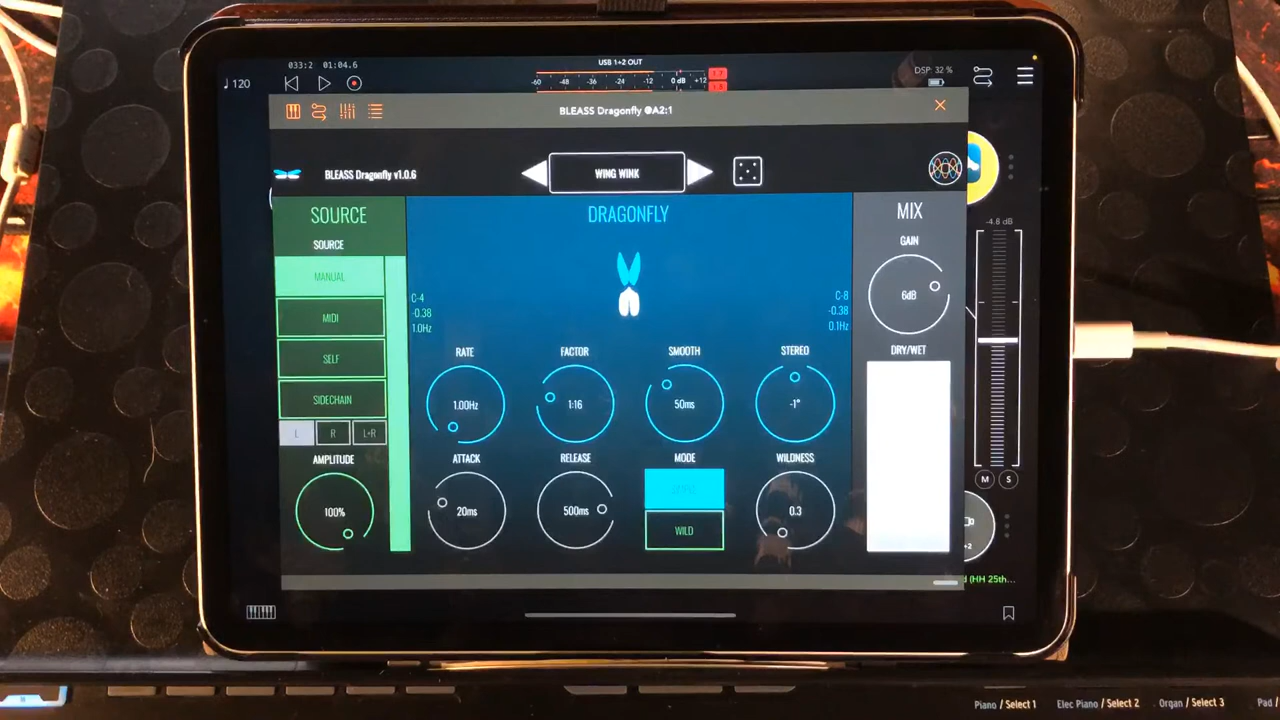 033:2 01:04.6
USB 1+2 OUT
120
-60 -48 -36 -24 -12 0 dB +12
DSP: 32 %
BLEASS Dragonfly @A2:1
BLEASS Dragonfly v1.0.6
WING WINK
SOURCE
DRAGONFLY
MIX
SOURCE
GAIN
-4.8 dB
MANUAL
6dB
C-4
-0.38
1.0Hz
C-8
-0.38
0.1Hz
MIDI
SELF
SIDECHAIN
L R L+R
RATE FACTOR SMOOTH STEREO
DRY/WET
1.00Hz 1:16 50ms -1°
AMPLITUDE
ATTACK RELEASE MODE WILDNESS
M S
100%
20ms 500ms 0.3
WILD
+2
d (HH 25th...
Piano / Select 1 Elec Piano / Select 2 Organ / Select 3 Pad /